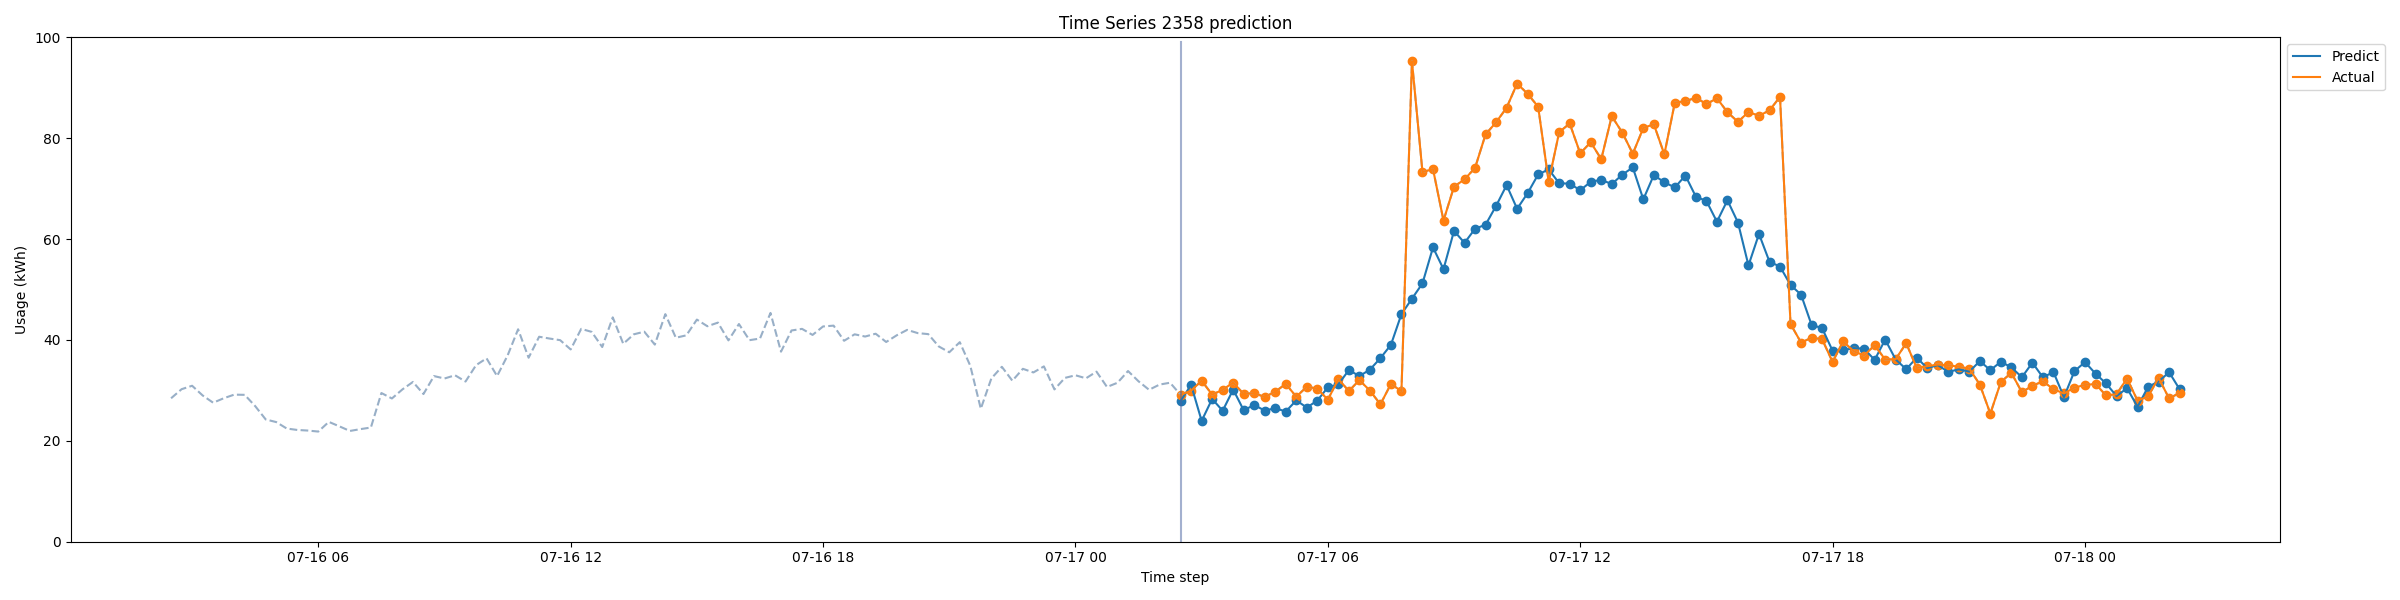 Time Series 2358 prediction
Predict
Actual
Usage (kWh)
100
80
60
40
20
0
07-16 06
07-16 12
07-16 18
07-17 00
07-17 06
07-17 12
07-17 18
07-18 00
Time step